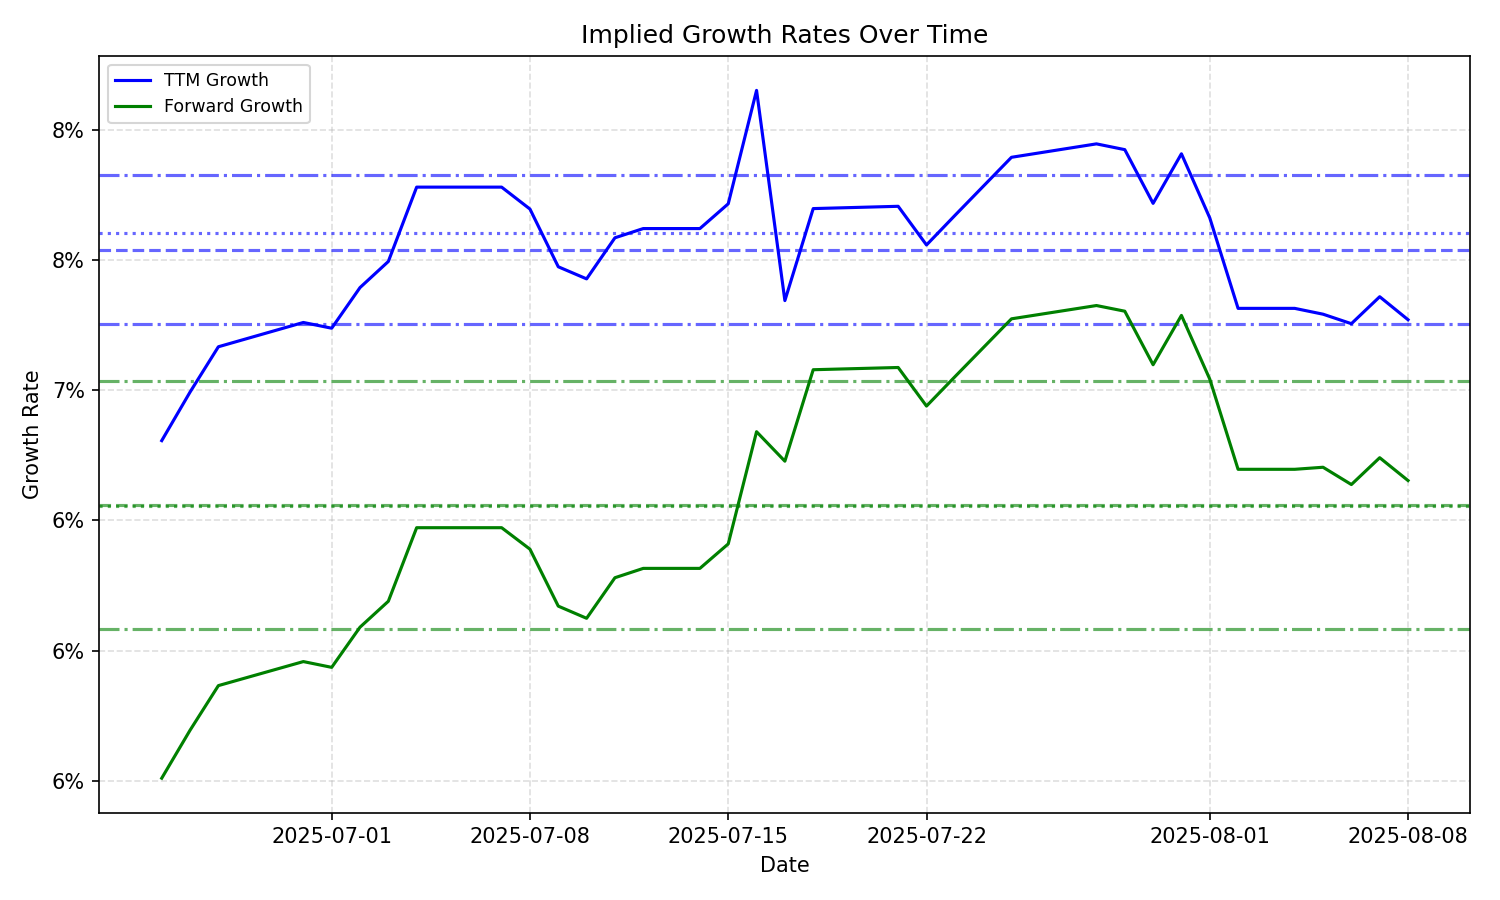 Implied Growth Rates Over Time
TTM Growth
Forward Growth
8%
8%
7%
6%
6%
6%
Growth Rate
2025-07-01
2025-07-08
2025-07-15
2025-07-22
2025-08-01
2025-08-08
Date